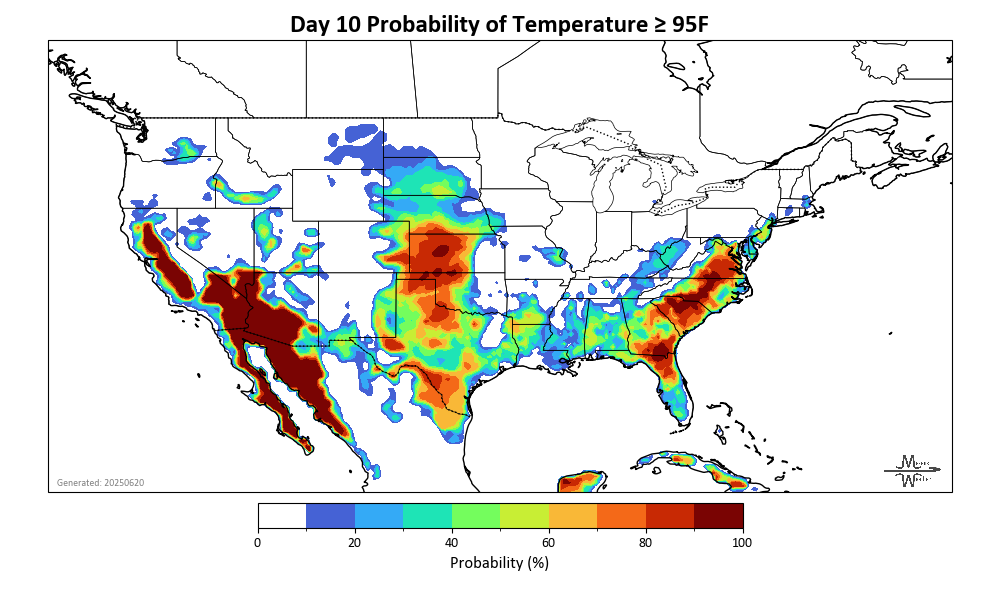 Day 10 Probability of Temperature ≥ 95F
Generated: 20250620
0 20 40 60 80 100
Probability (%)